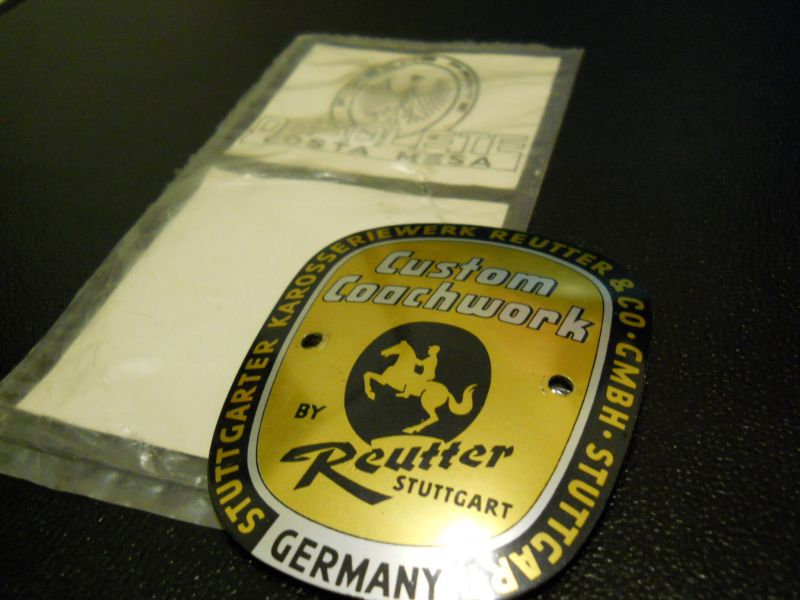 COSTA MESA
STUTTGARTER KAROSSERIEWERK REUTTER & CO · GMBH · STUTTGART
Custom
Coachwork
BY
Reutter
STUTTGART
GERMANY